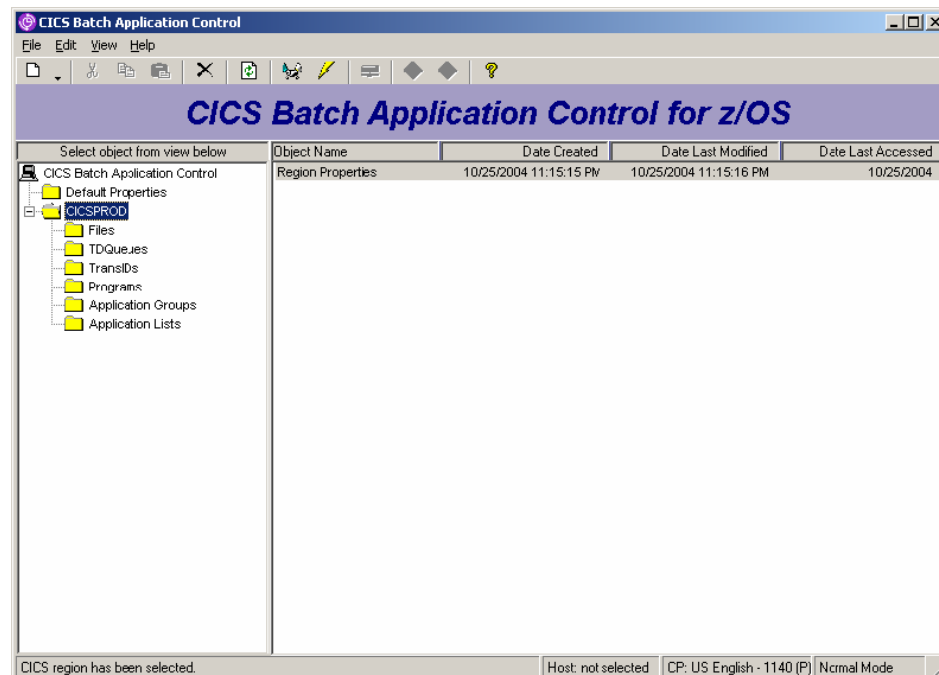 CICS Batch Application Control
File Edit View Help
CICS Batch Application Control for z/OS
Select object from view below
Object Name Date Created Date Last Modified Date Last Accessed
CICS Batch Application Control
Region Properties 10/25/2004 11:15:15 PM 10/25/2004 11:15:16 PM 10/25/2004
Default Properties
CICSPROD
Files
TDQueues
TransIDs
Programs
Application Groups
Application Lists
CICS region has been selected. Host: not selected CP: US English - 1140 (P) Normal Mode